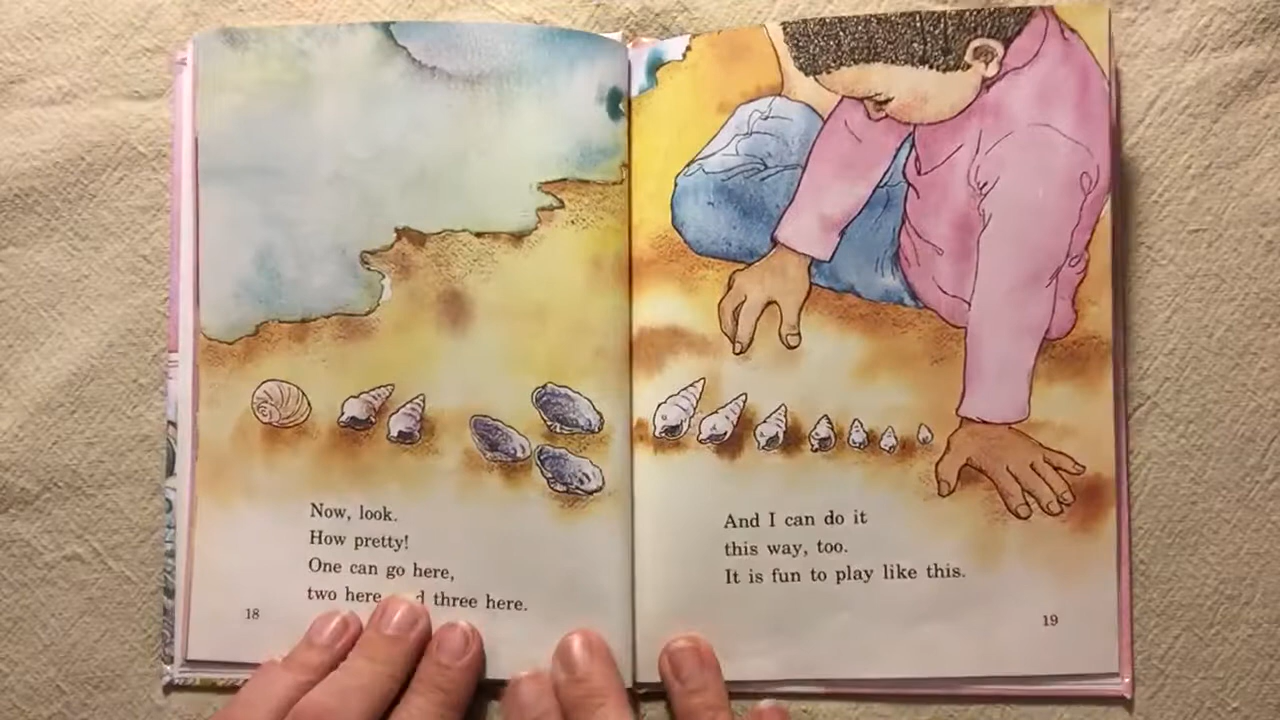 Now, look.
How pretty!
One can go here,
two here d three here.
18
And I can do it
this way, too.
It is fun to play like this.
19